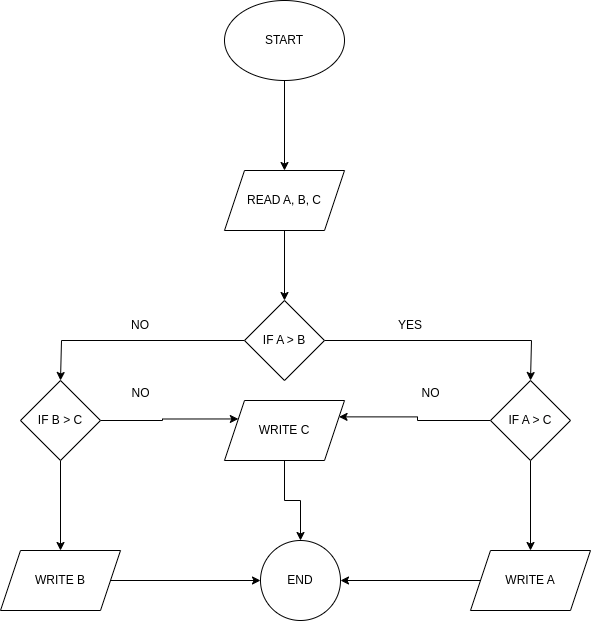 START
READ A, B, C
IF A > B
NO
YES
IF B > C
NO
WRITE C
NO
IF A > C
WRITE B
END
WRITE A